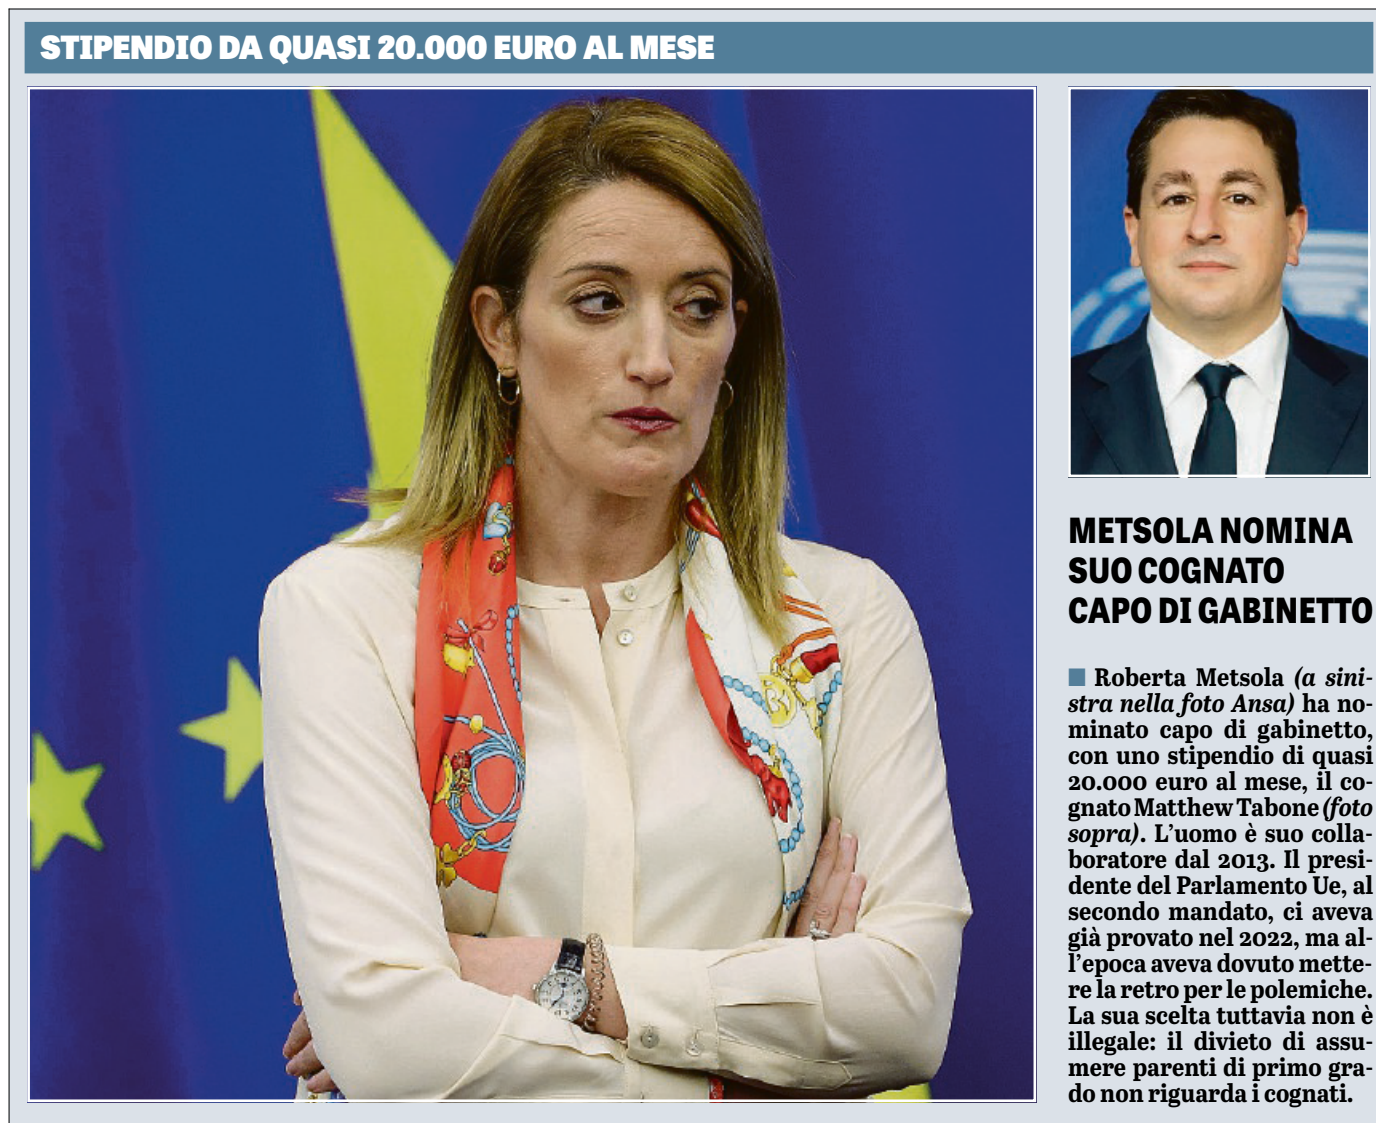 STIPENDIO DA QUASI 20.000 EURO AL MESE
METSOLA NOMINA
SUO COGNATO
CAPO DI GABINETTO
Roberta Metsola (a sini-
stra nella foto Ansa) ha no-
minato capo di gabinetto,
con uno stipendio di quasi
20.000 euro al mese, il co-
gnato Matthew Tabone (foto
sopra). L'uomo è suo colla-
boratore dal 2013. Il presi-
dente del Parlamento Ue, al
secondo mandato, ci aveva
già provato nel 2022, ma al-
l'epoca aveva dovuto mette-
re la retro per le polemiche.
La sua scelta tuttavia non è
illegale: il divieto di assu-
mere parenti di primo gra-
do non riguarda i cognati.